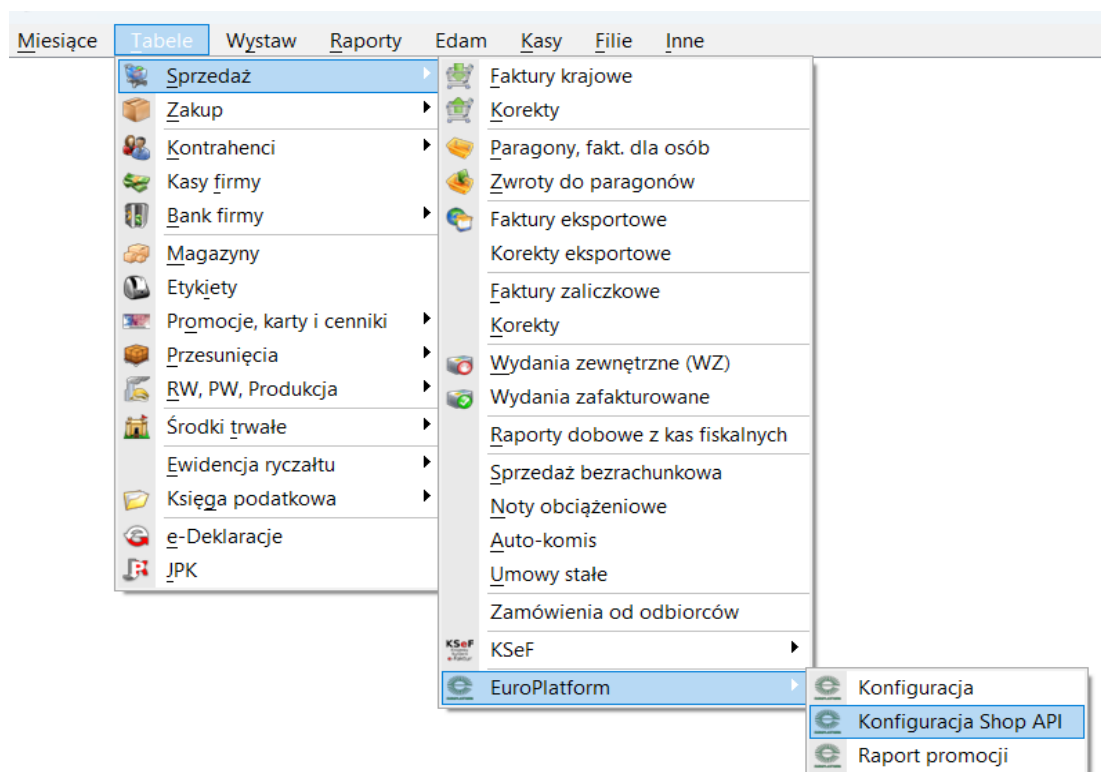 Miesiące Tabele Wystaw Raporty Edam Kasy Filie Inne
Sprzedaż
Zakup
Kontrahenci
Kasy firmy
Bank firmy
Magazyny
Etykiety
Promocje, karty i cenniki
Przesunięcia
RW, PW, Produkcja
Środki trwałe
Ewidencja ryczałtu
Księga podatkowa
e-Deklaracje
JPK
Faktury krajowe
Korekty
Paragony, fakt. dla osób
Zwroty do paragonów
Faktury eksportowe
Korekty eksportowe
Faktury zaliczkowe
Korekty
Wydania zewnętrzne (WZ)
Wydania zafakturowane
Raporty dobowe z kas fiskalnych
Sprzedaż bezrachunkowa
Noty obciążeniowe
Auto-komis
Umowy stałe
Zamówienia od odbiorców
KSeF
KSeF
EuroPlatform
Konfiguracja
Konfiguracja Shop API
Raport promocji